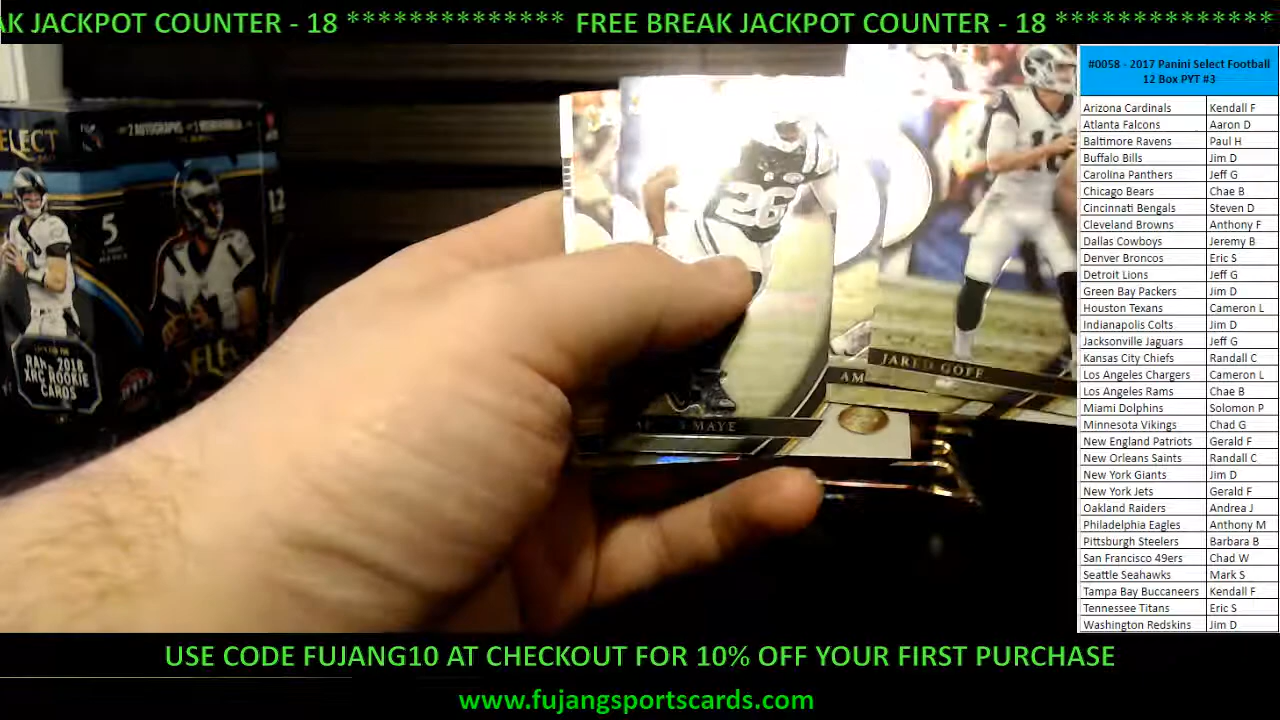 AK JACKPOT COUNTER - 18 ************** FREE BREAK JACKPOT COUNTER - 18 **************
#0058 - 2017 Panini Select Football
12 Box PYT #3
Arizona Cardinals Kendall F
Atlanta Falcons Aaron D
Baltimore Ravens Paul H
Buffalo Bills Jim D
Carolina Panthers Jeff G
Chicago Bears Chae B
Cincinnati Bengals Steven D
Cleveland Browns Anthony F
Dallas Cowboys Jeremy B
Denver Broncos Eric S
Detroit Lions Jeff G
Green Bay Packers Jim D
Houston Texans Cameron L
Indianapolis Colts Jim D
Jacksonville Jaguars Jeff G
Kansas City Chiefs Randall C
Los Angeles Chargers Cameron L
Los Angeles Rams Chae B
Miami Dolphins Solomon P
Minnesota Vikings Chad G
New England Patriots Gerald F
New Orleans Saints Randall C
New York Giants Jim D
New York Jets Gerald F
Oakland Raiders Andrea J
Philadelphia Eagles Anthony M
Pittsburgh Steelers Barbara B
San Francisco 49ers Chad W
Seattle Seahawks Mark S
Tampa Bay Buccaneers Kendall F
Tennessee Titans Eric S
Washington Redskins Jim D
ELECT
2 AUTOGRAPHS
5
12
2018
XRC ROOKIE
CARDS
26
JARED GOFF
AM
MAYE
USE CODE FUJANG10 AT CHECKOUT FOR 10% OFF YOUR FIRST PURCHASE
www.fujangsportscards.com